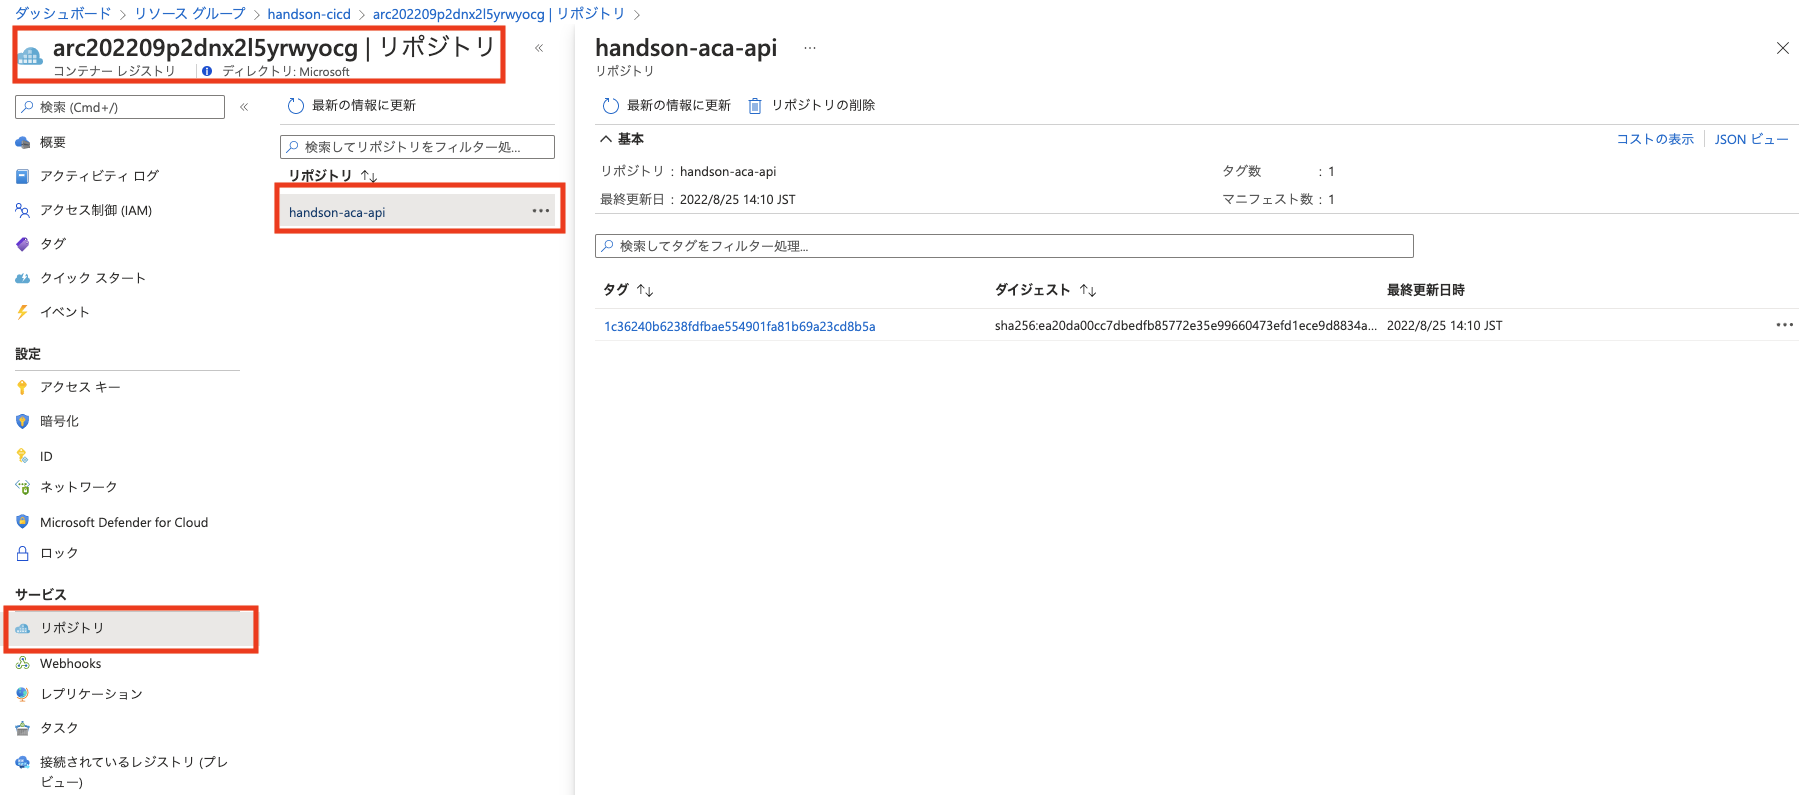 ダッシュボード > リソース グループ > handson-cicd > arc202209p2dnx2l5yrwyocg | リポジトリ >
arc202209p2dnx2l5yrwyocg | リポジトリ
コンテナー レジストリ | ディレクトリ: Microsoft
検索 (Cmd+/)
概要
アクティビティ ログ
アクセス制御 (IAM)
タグ
クイック スタート
イベント
設定
アクセス キー
暗号化
ID
ネットワーク
Microsoft Defender for Cloud
ロック
サービス
リポジトリ
Webhooks
レプリケーション
タスク
接続されているレジストリ (プレ
ビュー)
最新の情報に更新
検索してリポジトリをフィルター処...
リポジトリ ↑↓
handson-aca-api ...
handson-aca-api ...
リポジトリ
最新の情報に更新 リポジトリの削除
基本 コストの表示 | JSON ビュー
リポジトリ : handson-aca-api タグ数 : 1
最終更新日 : 2022/8/25 14:10 JST マニフェスト数 : 1
検索してタグをフィルター処理...
タグ ↑↓ ダイジェスト ↑↓ 最終更新日時
1c36240b6238fdfbae554901fa81b69a23cd8b5a sha256:ea20da00cc7dbedfb85772e35e99660473efd1ece9d8834a... 2022/8/25 14:10 JST ...